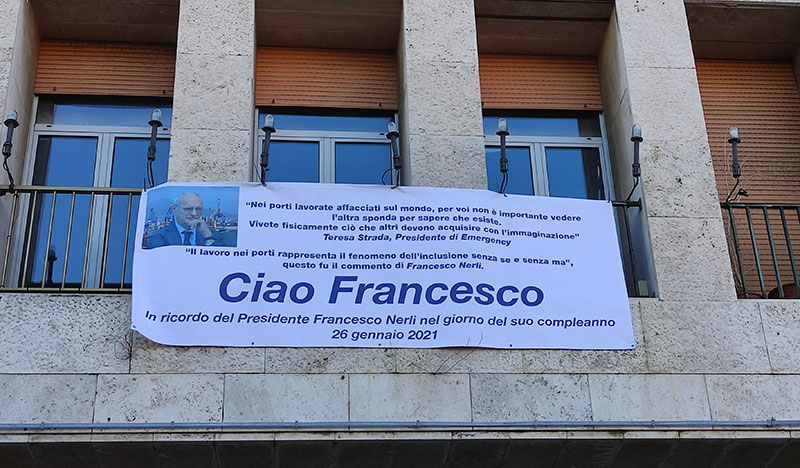 “Nei porti lavorate affacciati sul mondo, per voi non è importante vedere
l'altra sponda per sapere che esiste.
Vivete fisicamente ciò che altri devono acquisire con l'immaginazione”
Teresa Strada, Presidente di Emergency
“Il lavoro nei porti rappresenta il fenomeno dell'inclusione senza se e senza ma”,
questo fu il commento di Francesco Nerli.
Ciao Francesco
In ricordo del Presidente Francesco Nerli nel giorno del suo compleanno
26 gennaio 2021